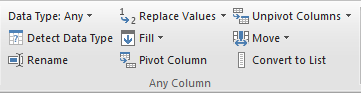 Data Type: Any
Replace Values
Unpivot Columns
Detect Data Type
Fill
Move
Rename
Pivot Column
Convert to List
Any Column